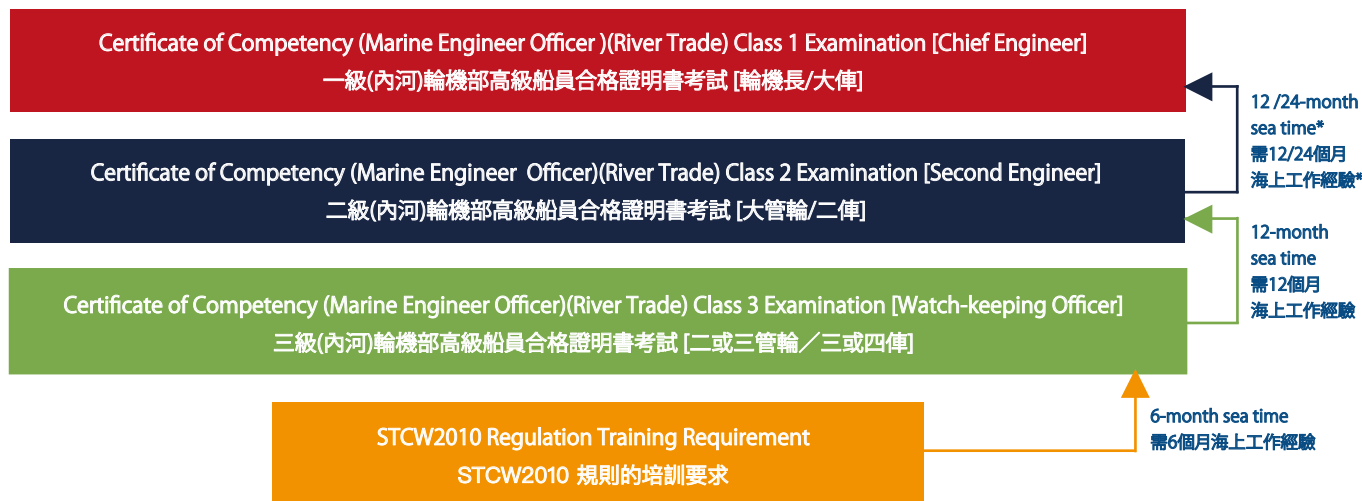 Certificate of Competency (Marine Engineer Officer )(River Trade) Class 1 Examination [Chief Engineer]
一級(內河)輪機部高級船員合格證明書考試 [輪機長/大俥]
12 /24-month
sea time*
需12/24個月
海上工作經驗*
Certificate of Competency (Marine Engineer Officer)(River Trade) Class 2 Examination [Second Engineer]
二級(內河)輪機部高級船員合格證明書考試 [大管輪/二俥]
12-month
sea time
需12個月
海上工作經驗
Certificate of Competency (Marine Engineer Officer)(River Trade) Class 3 Examination [Watch-keeping Officer]
三級(內河)輪機部高級船員合格證明書考試 [二或三管輪／三或四俥]
6-month sea time
需6個月海上工作經驗
STCW2010 Regulation Training Requirement
STCW2010 規則的培訓要求